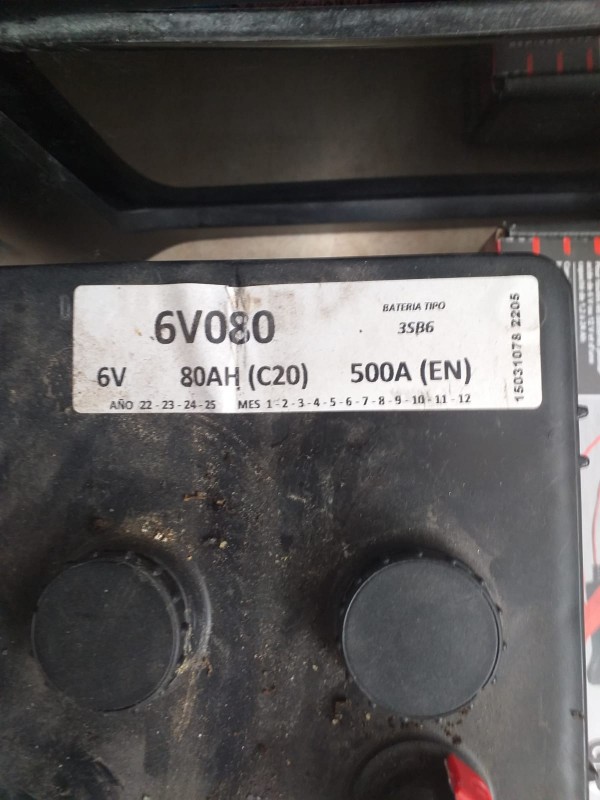 6V080
BATERIA TIPO
3SB6
6V 80AH (C20) 500A (EN)
AÑO 22 - 23 - 24 - 25 MES 1 - 2 - 3 - 4 - 5 - 6 - 7 - 8 - 9 - 10 - 11 - 12
15031078 2205